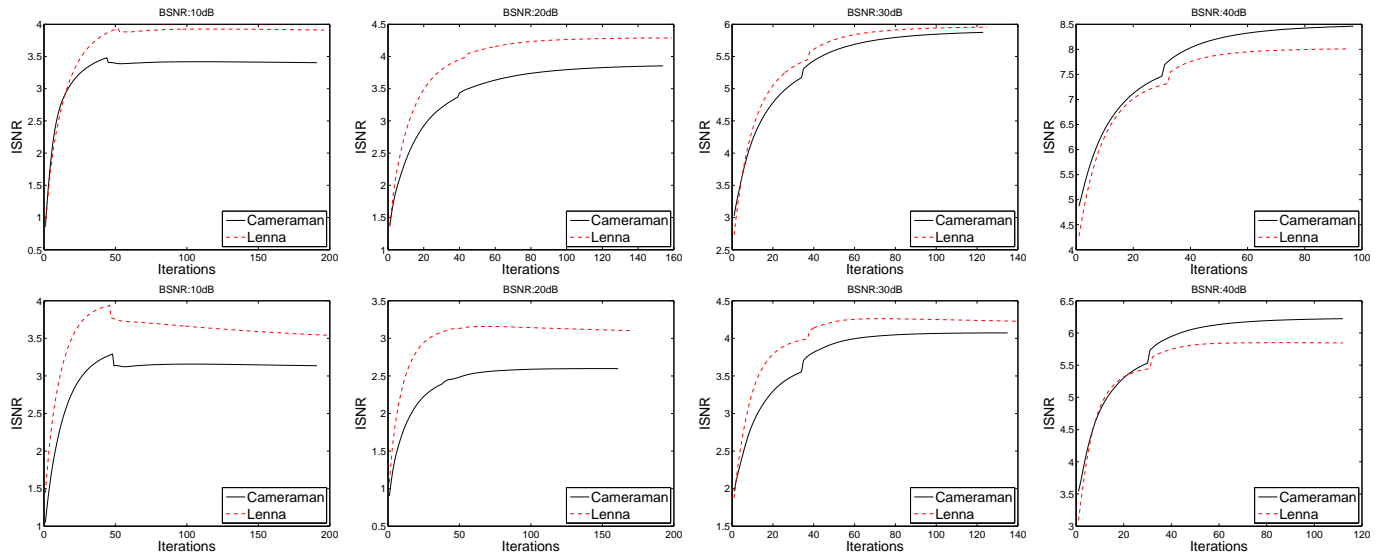 BSNR:10dB
4
3.5
3
2.5
2
1.5
1
0.5
ISNR
0 50 100 150 200
Iterations
Cameraman
Lenna
BSNR:20dB
4.5
4
3.5
3
2.5
2
1.5
1
ISNR
0 20 40 60 80 100 120 140 160
Iterations
Cameraman
Lenna
BSNR:30dB
6
5.5
5
4.5
4
3.5
3
2.5
ISNR
0 20 40 60 80 100 120 140
Iterations
Cameraman
Lenna
BSNR:40dB
8.5
8
7.5
7
6.5
6
5.5
5
4.5
4
ISNR
0 20 40 60 80 100
Iterations
Cameraman
Lenna
BSNR:10dB
4
3.5
3
2.5
2
1.5
1
ISNR
0 50 100 150 200
Iterations
Cameraman
Lenna
BSNR:20dB
3.5
3
2.5
2
1.5
1
0.5
ISNR
0 50 100 150 200
Iterations
Cameraman
Lenna
BSNR:30dB
4.5
4
3.5
3
2.5
2
1.5
ISNR
0 20 40 60 80 100 120 140
Iterations
Cameraman
Lenna
BSNR:40dB
6.5
6
5.5
5
4.5
4
3.5
3
ISNR
0 20 40 60 80 100 120
Iterations
Cameraman
Lenna